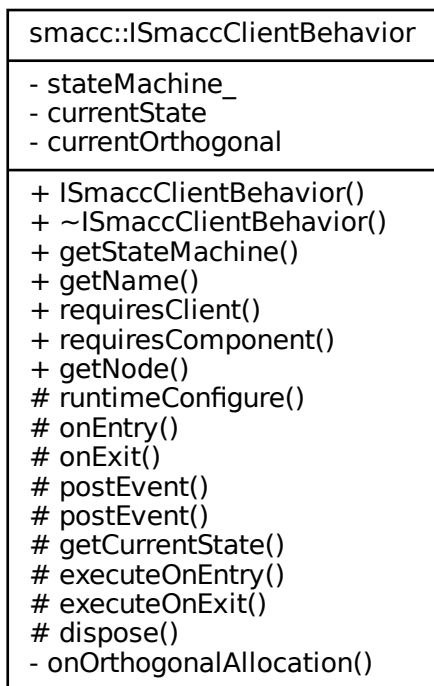 smacc::ISmaccClientBehavior
- stateMachine_
- currentState
- currentOrthogonal
+ ISmaccClientBehavior()
+ ~ISmaccClientBehavior()
+ getStateMachine()
+ getName()
+ requiresClient()
+ requiresComponent()
+ getNode()
# runtimeConfigure()
# onEntry()
# onExit()
# postEvent()
# postEvent()
# getCurrentState()
# executeOnEntry()
# executeOnExit()
# dispose()
- onOrthogonalAllocation()